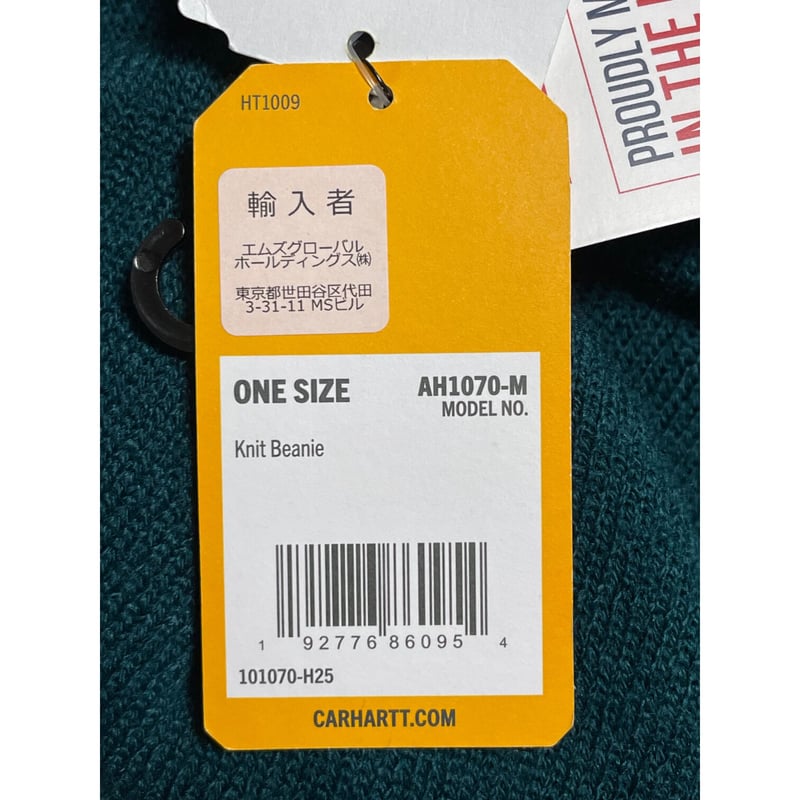 PROUDLY
IN THE
HT1009
輸入者
エムズグローバル
ホールディングス㈱
東京都世田谷区代田
3-31-11 MSビル
ONE SIZE
AH1070-M
MODEL NO.
Knit Beanie
1 92776 86095 4
101070-H25
CARHARTT.COM